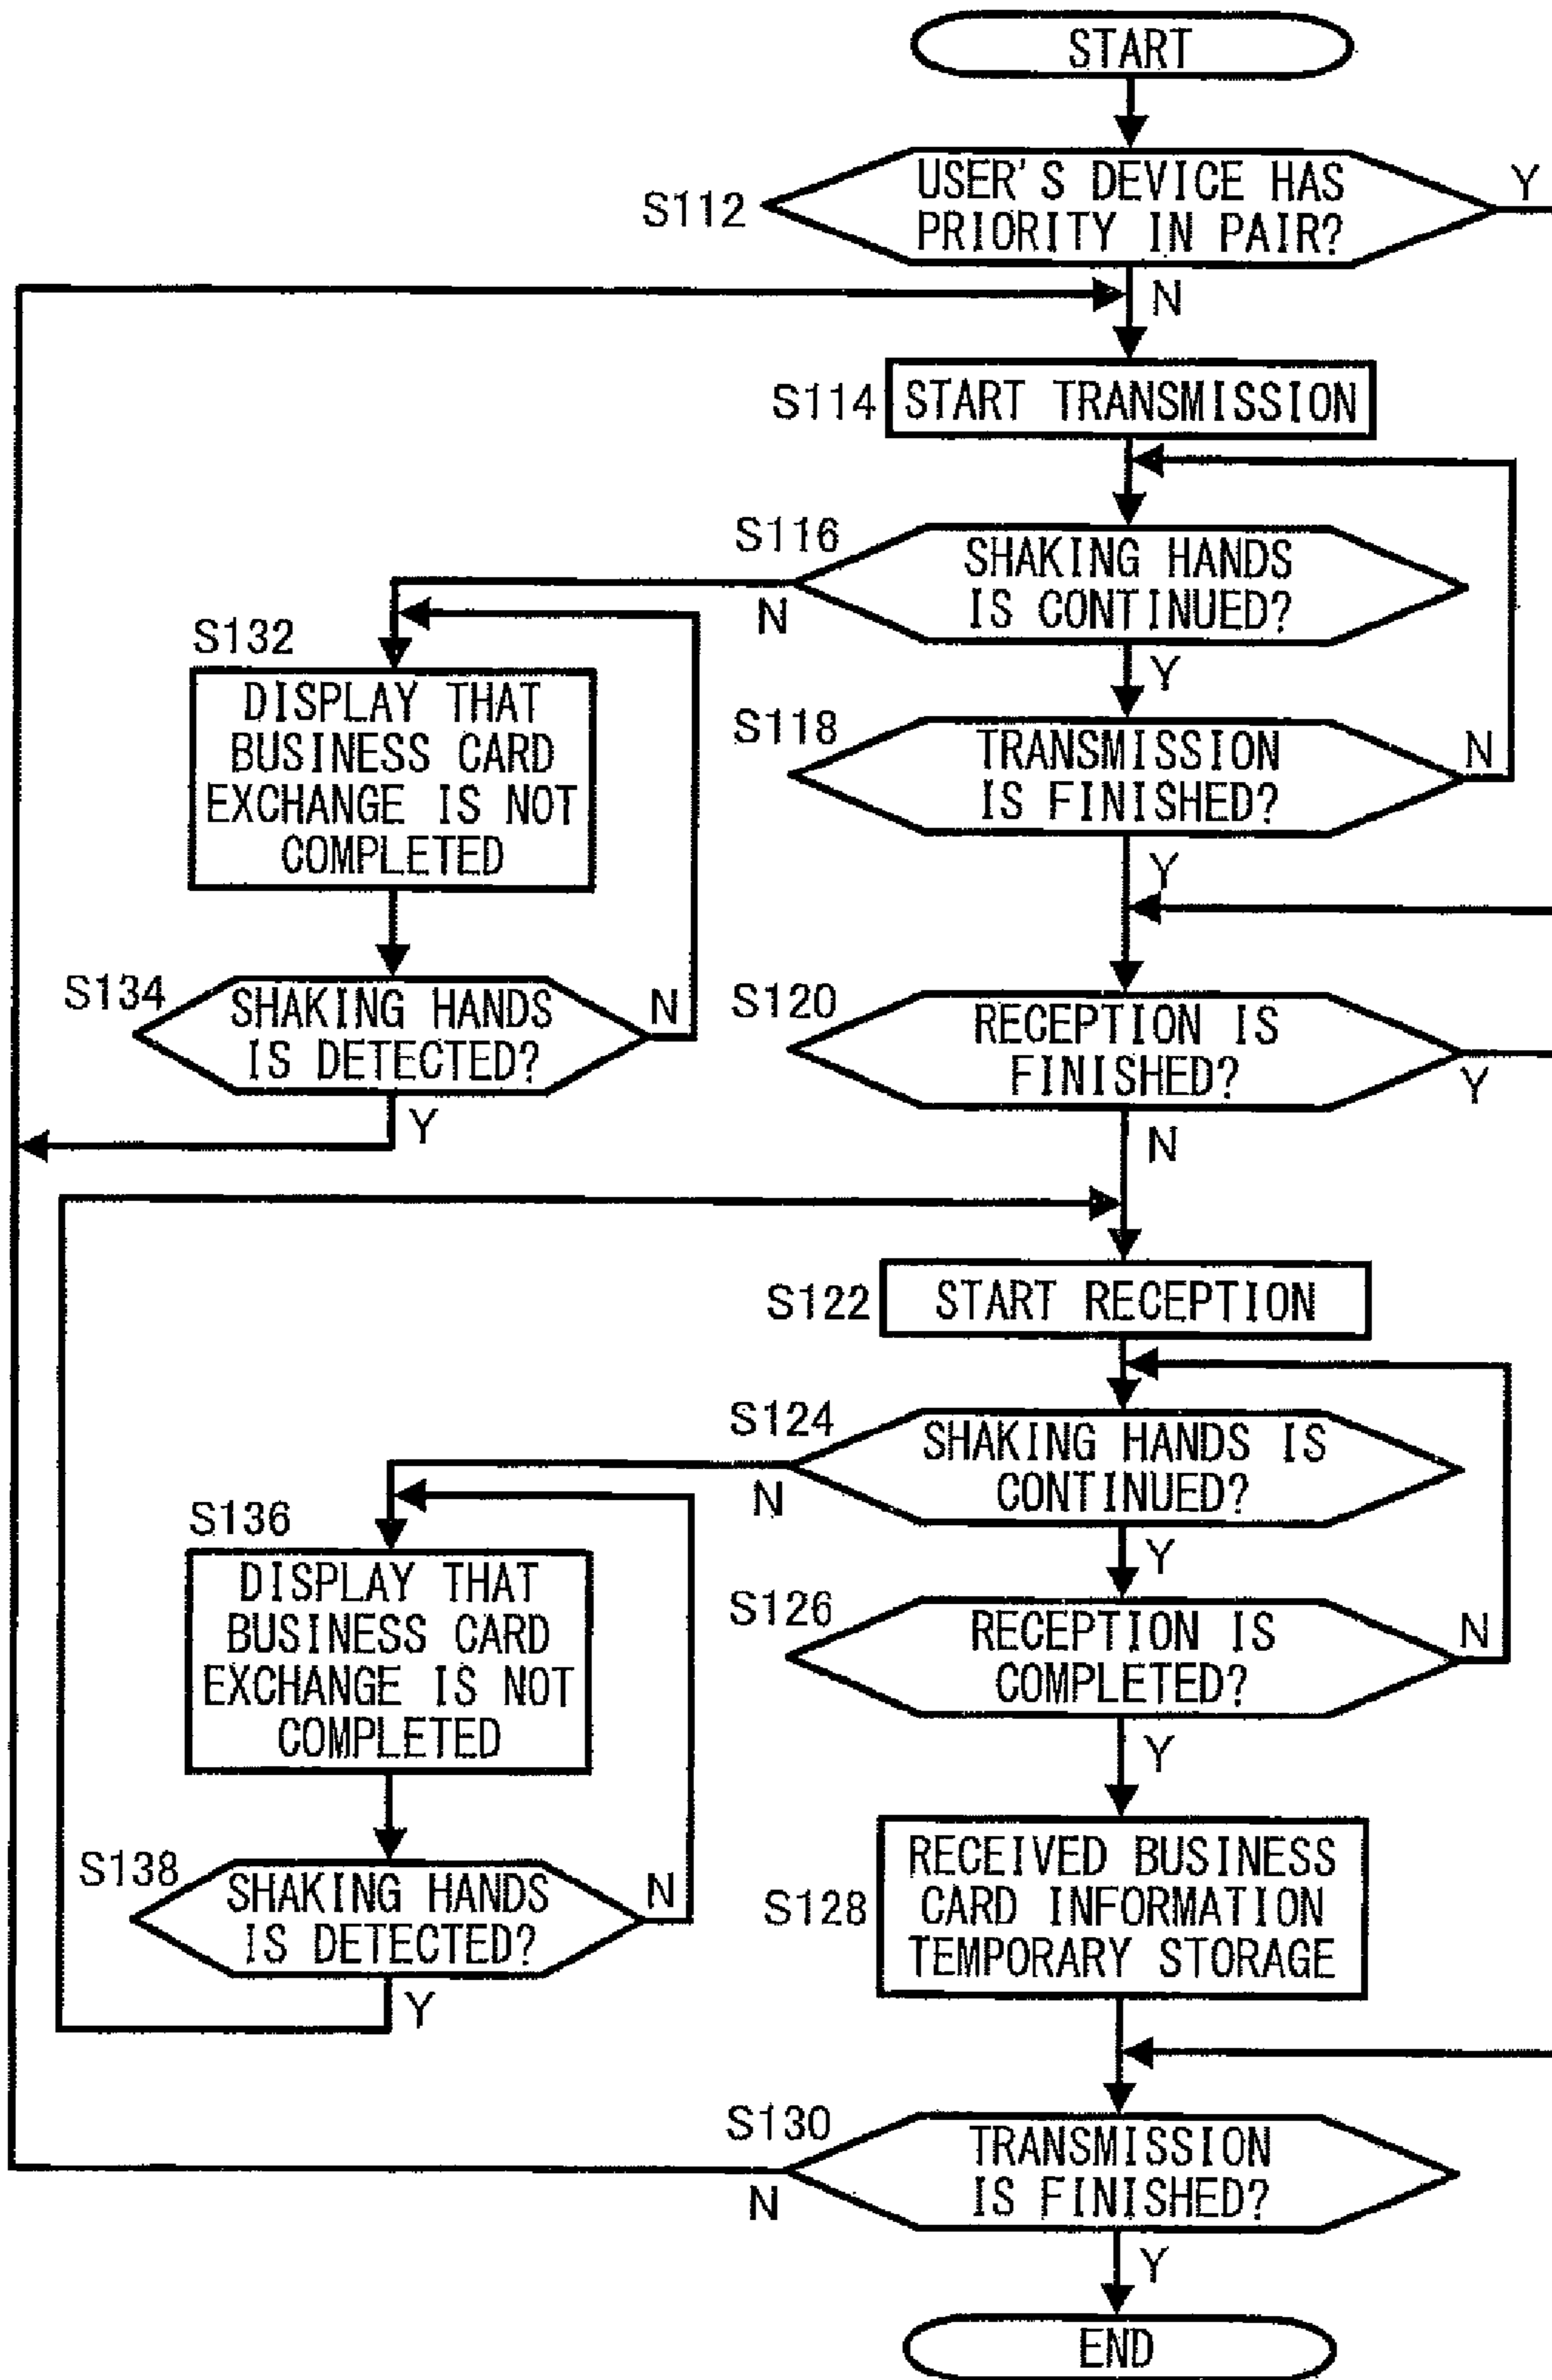 START
USER'S DEVICE HAS
PRIORITY IN PAIR?
S112
Y
N
S114
START TRANSMISSION
S116
SHAKING HANDS
IS CONTINUED?
N
Y
S132
DISPLAY THAT
BUSINESS CARD
EXCHANGE IS NOT
COMPLETED
S118
TRANSMISSION
IS FINISHED?
N
Y
S134
SHAKING HANDS
IS DETECTED?
N
Y
S120
RECEPTION IS
FINISHED?
Y
N
S122
START RECEPTION
S124
SHAKING HANDS IS
CONTINUED?
N
Y
S136
DISPLAY THAT
BUSINESS CARD
EXCHANGE IS NOT
COMPLETED
S126
RECEPTION IS
COMPLETED?
N
Y
S138
SHAKING HANDS
IS DETECTED?
N
Y
S128
RECEIVED BUSINESS
CARD INFORMATION
TEMPORARY STORAGE
S130
TRANSMISSION
IS FINISHED?
N
Y
END